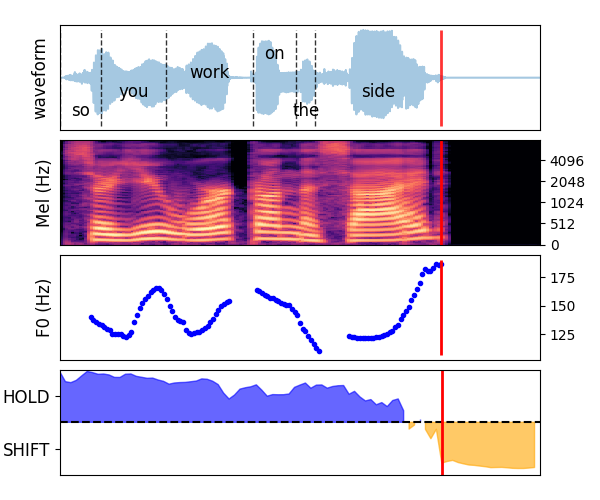 waveform
so you work on the side
Mel (Hz)
4096
2048
1024
512
0
F0 (Hz)
175
150
125
HOLD
SHIFT